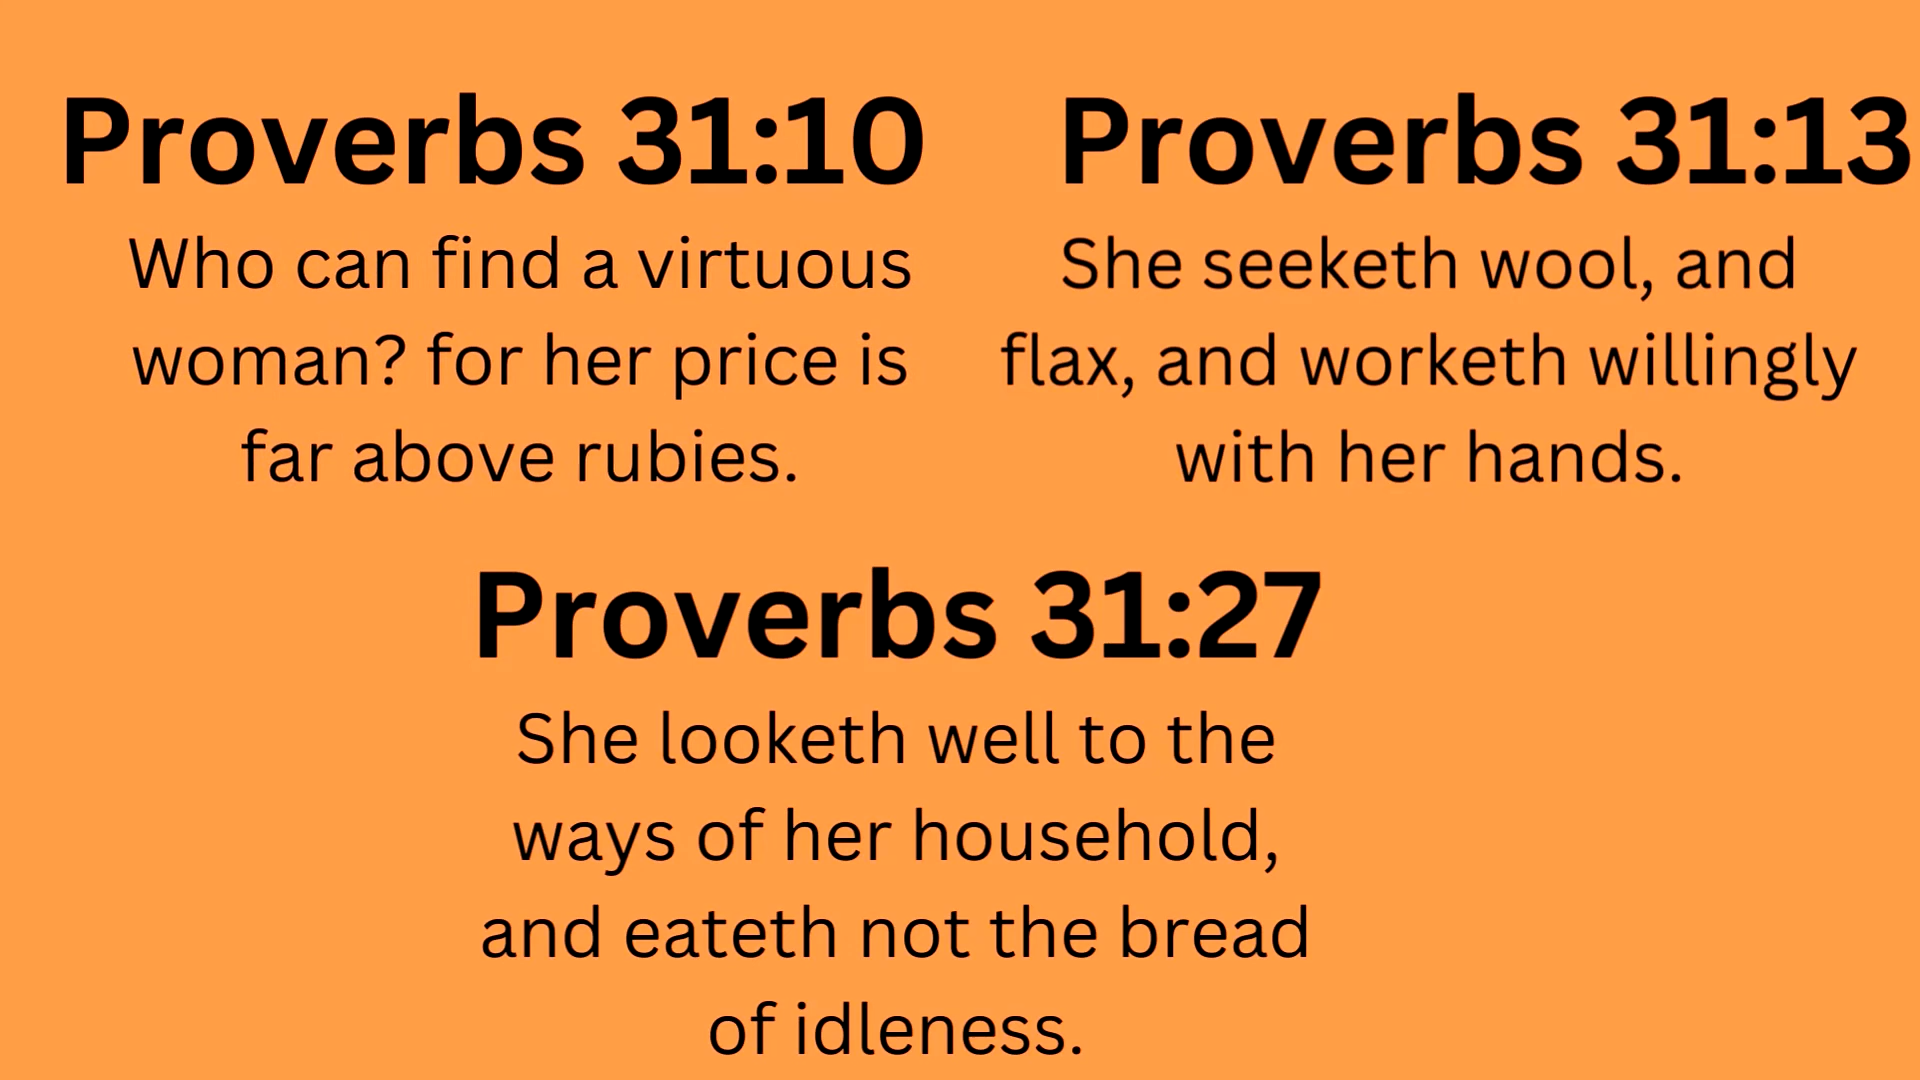 Proverbs 31:10
Who can find a virtuous
woman? for her price is
far above rubies.
Proverbs 31:13
She seeketh wool, and
flax, and worketh willingly
with her hands.
Proverbs 31:27
She looketh well to the
ways of her household,
and eateth not the bread
of idleness.